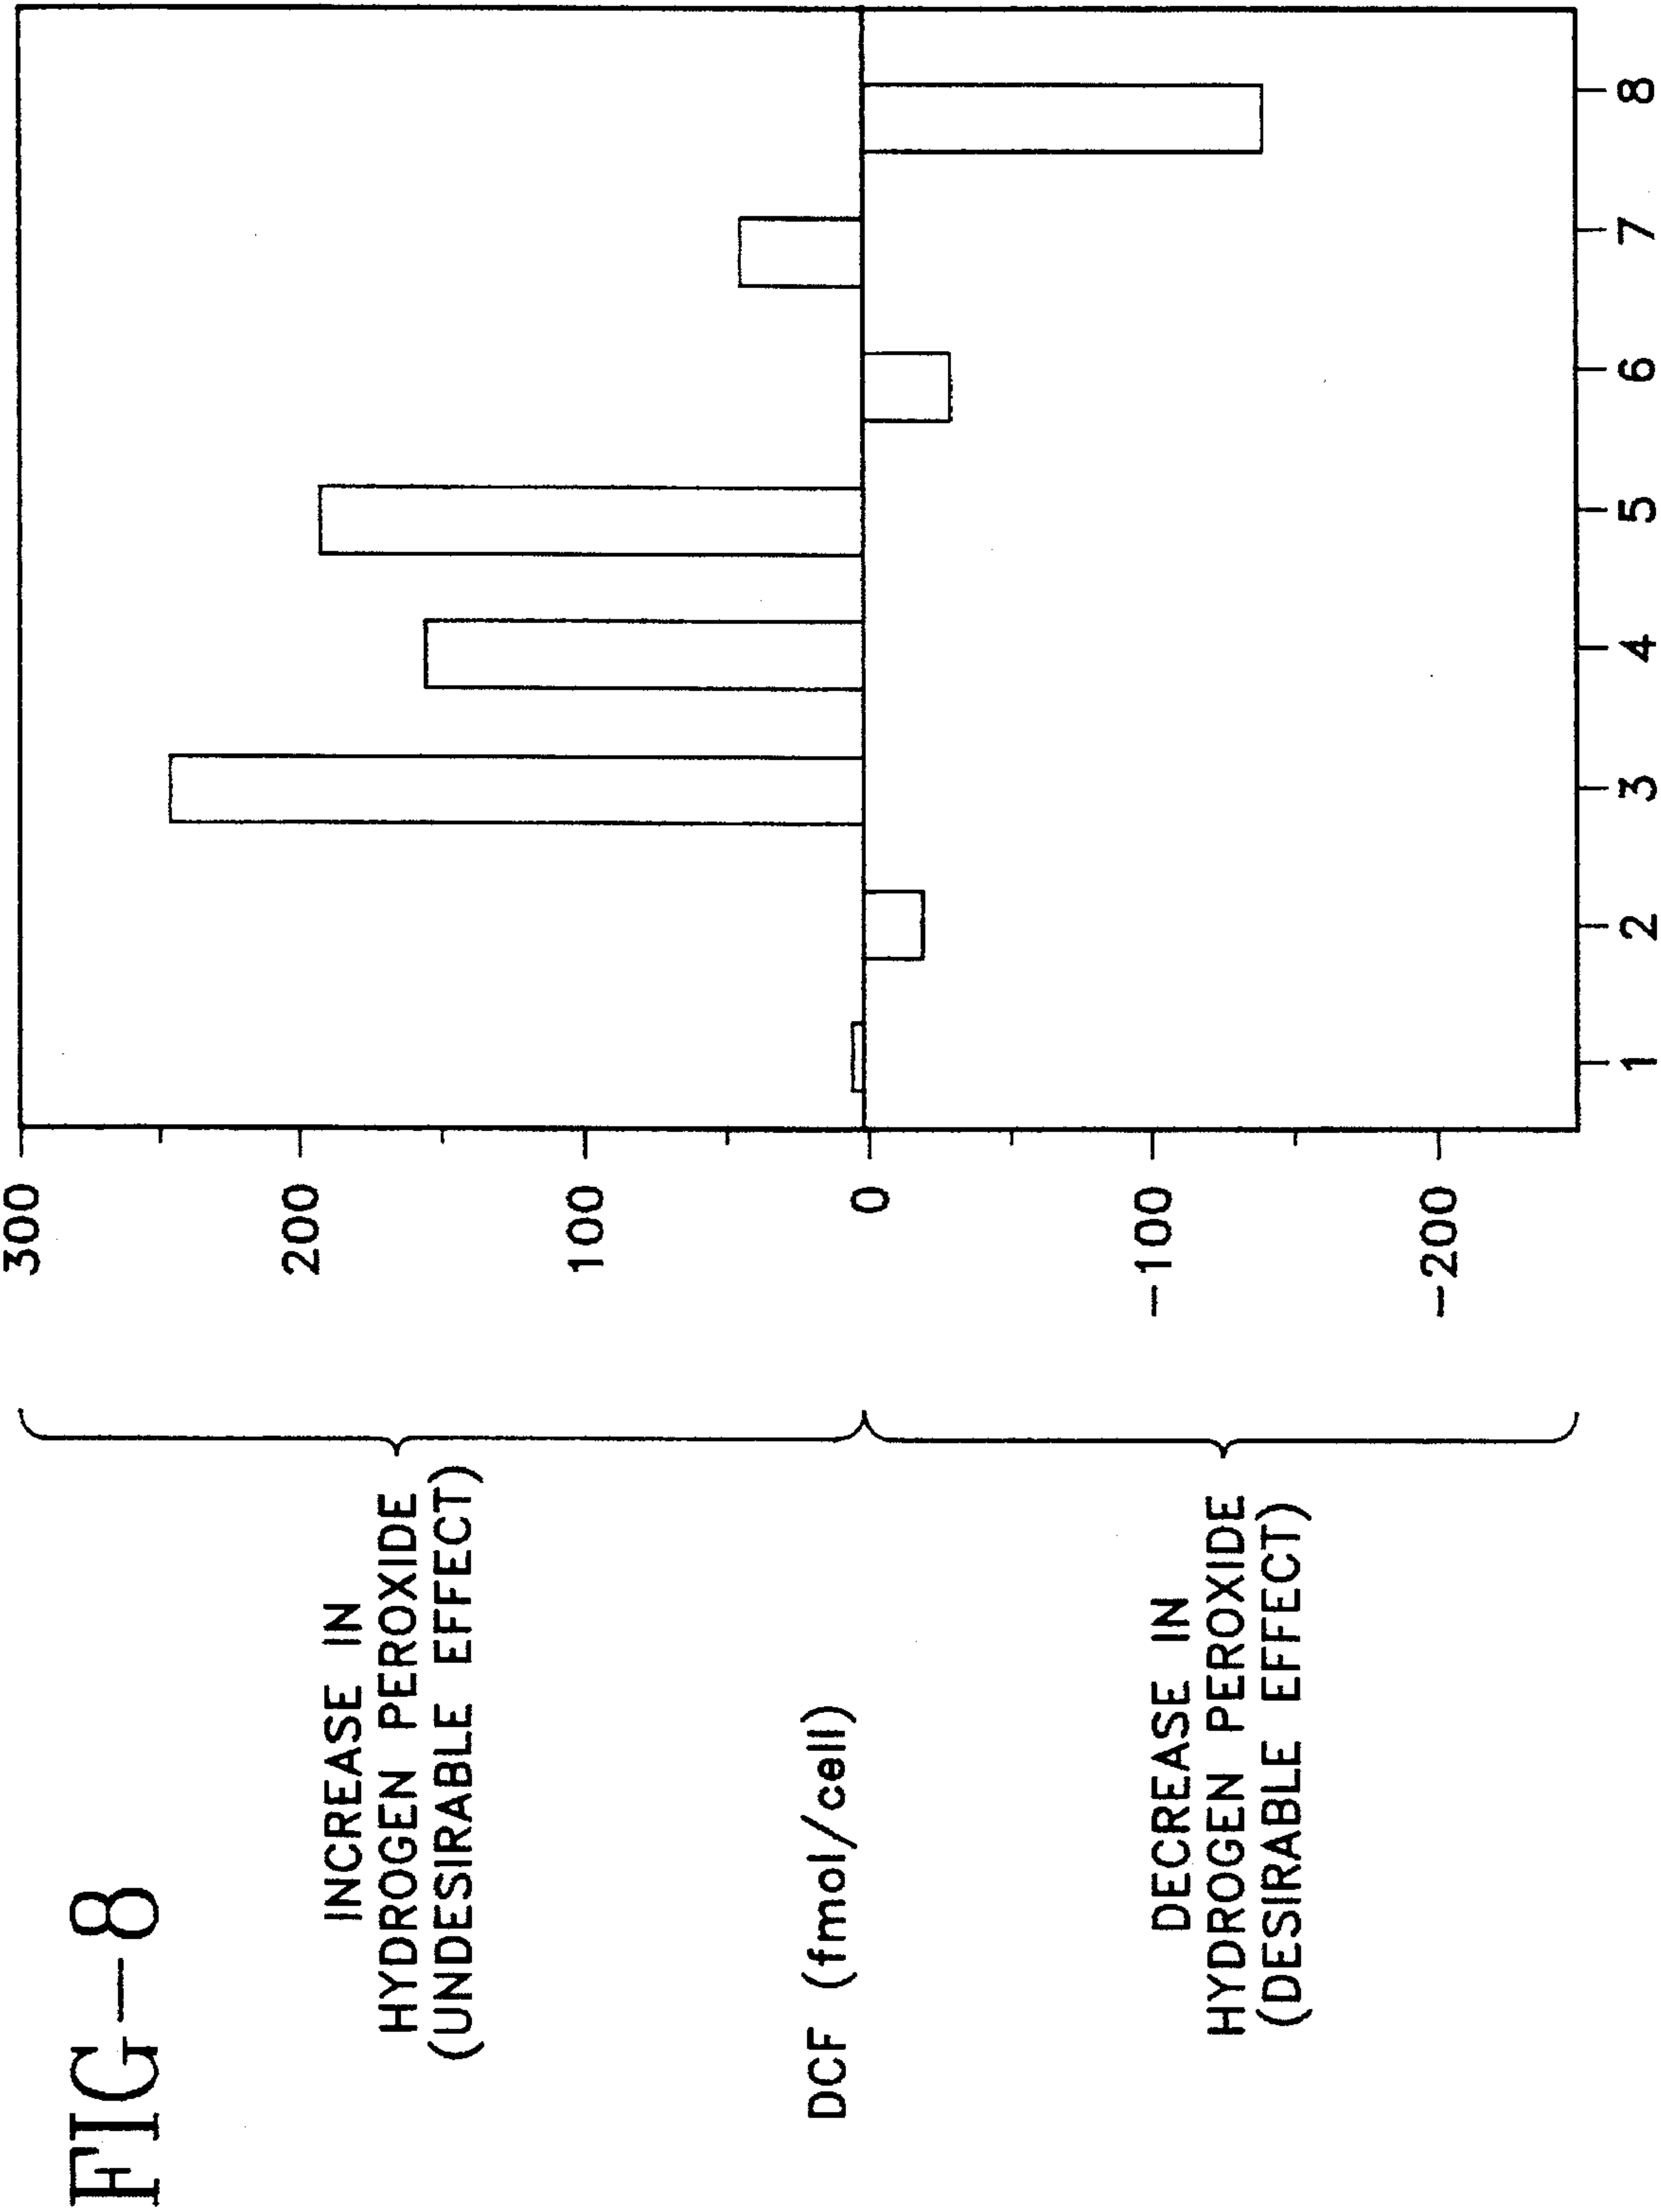 FIG-8
INCREASE IN
HYDROGEN PEROXIDE
(UNDESIRABLE EFFECT)
DCF (fmol/cell)
DECREASE IN
HYDROGEN PEROXIDE
(DESIRABLE EFFECT)
300
200
100
0
-100
-200
1 2 3 4 5 6 7 8